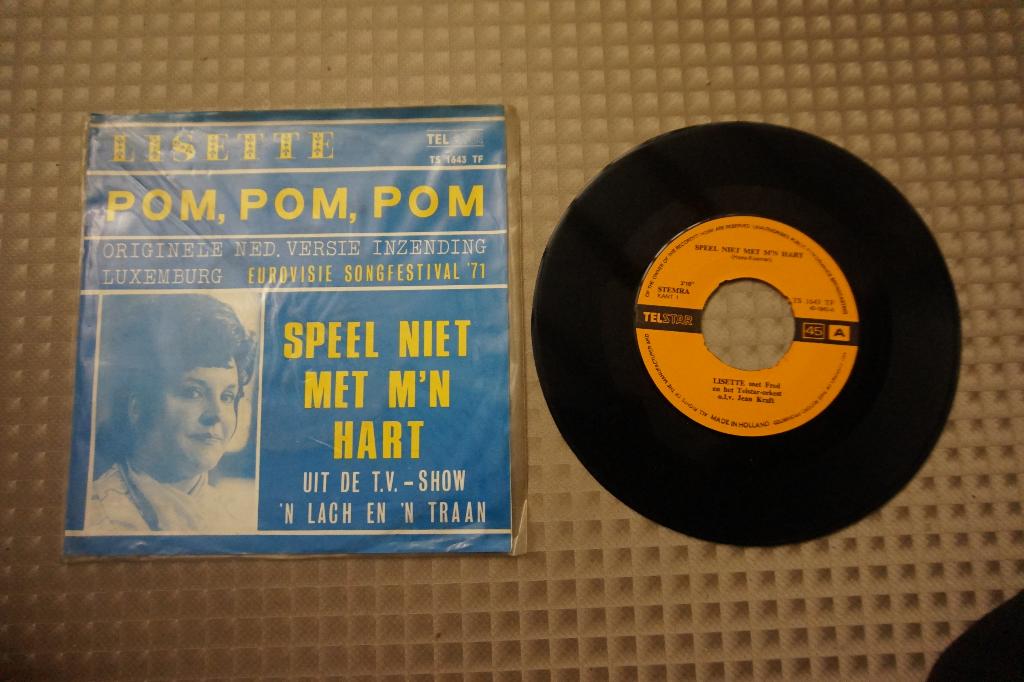 LISETTE
TEL
TS 1643 TF
POM, POM, POM
ORIGINELE NED. VERSIE INZENDING
LUXEMBURG EUROVISIE SONGFESTIVAL '71
SPEEL NIET
MET M'N
HART
UIT DE T.V. - SHOW
'N LACH EN 'N TRAAN
SPEEL NIET MET M'N HART
STEMRA
KANT 1
TS 1643 TF
TELSTAR
45 A
LISETTE met Fred
en het Telstar-orkest
o.l.v. Jean Kraft
MADE IN HOLLAND